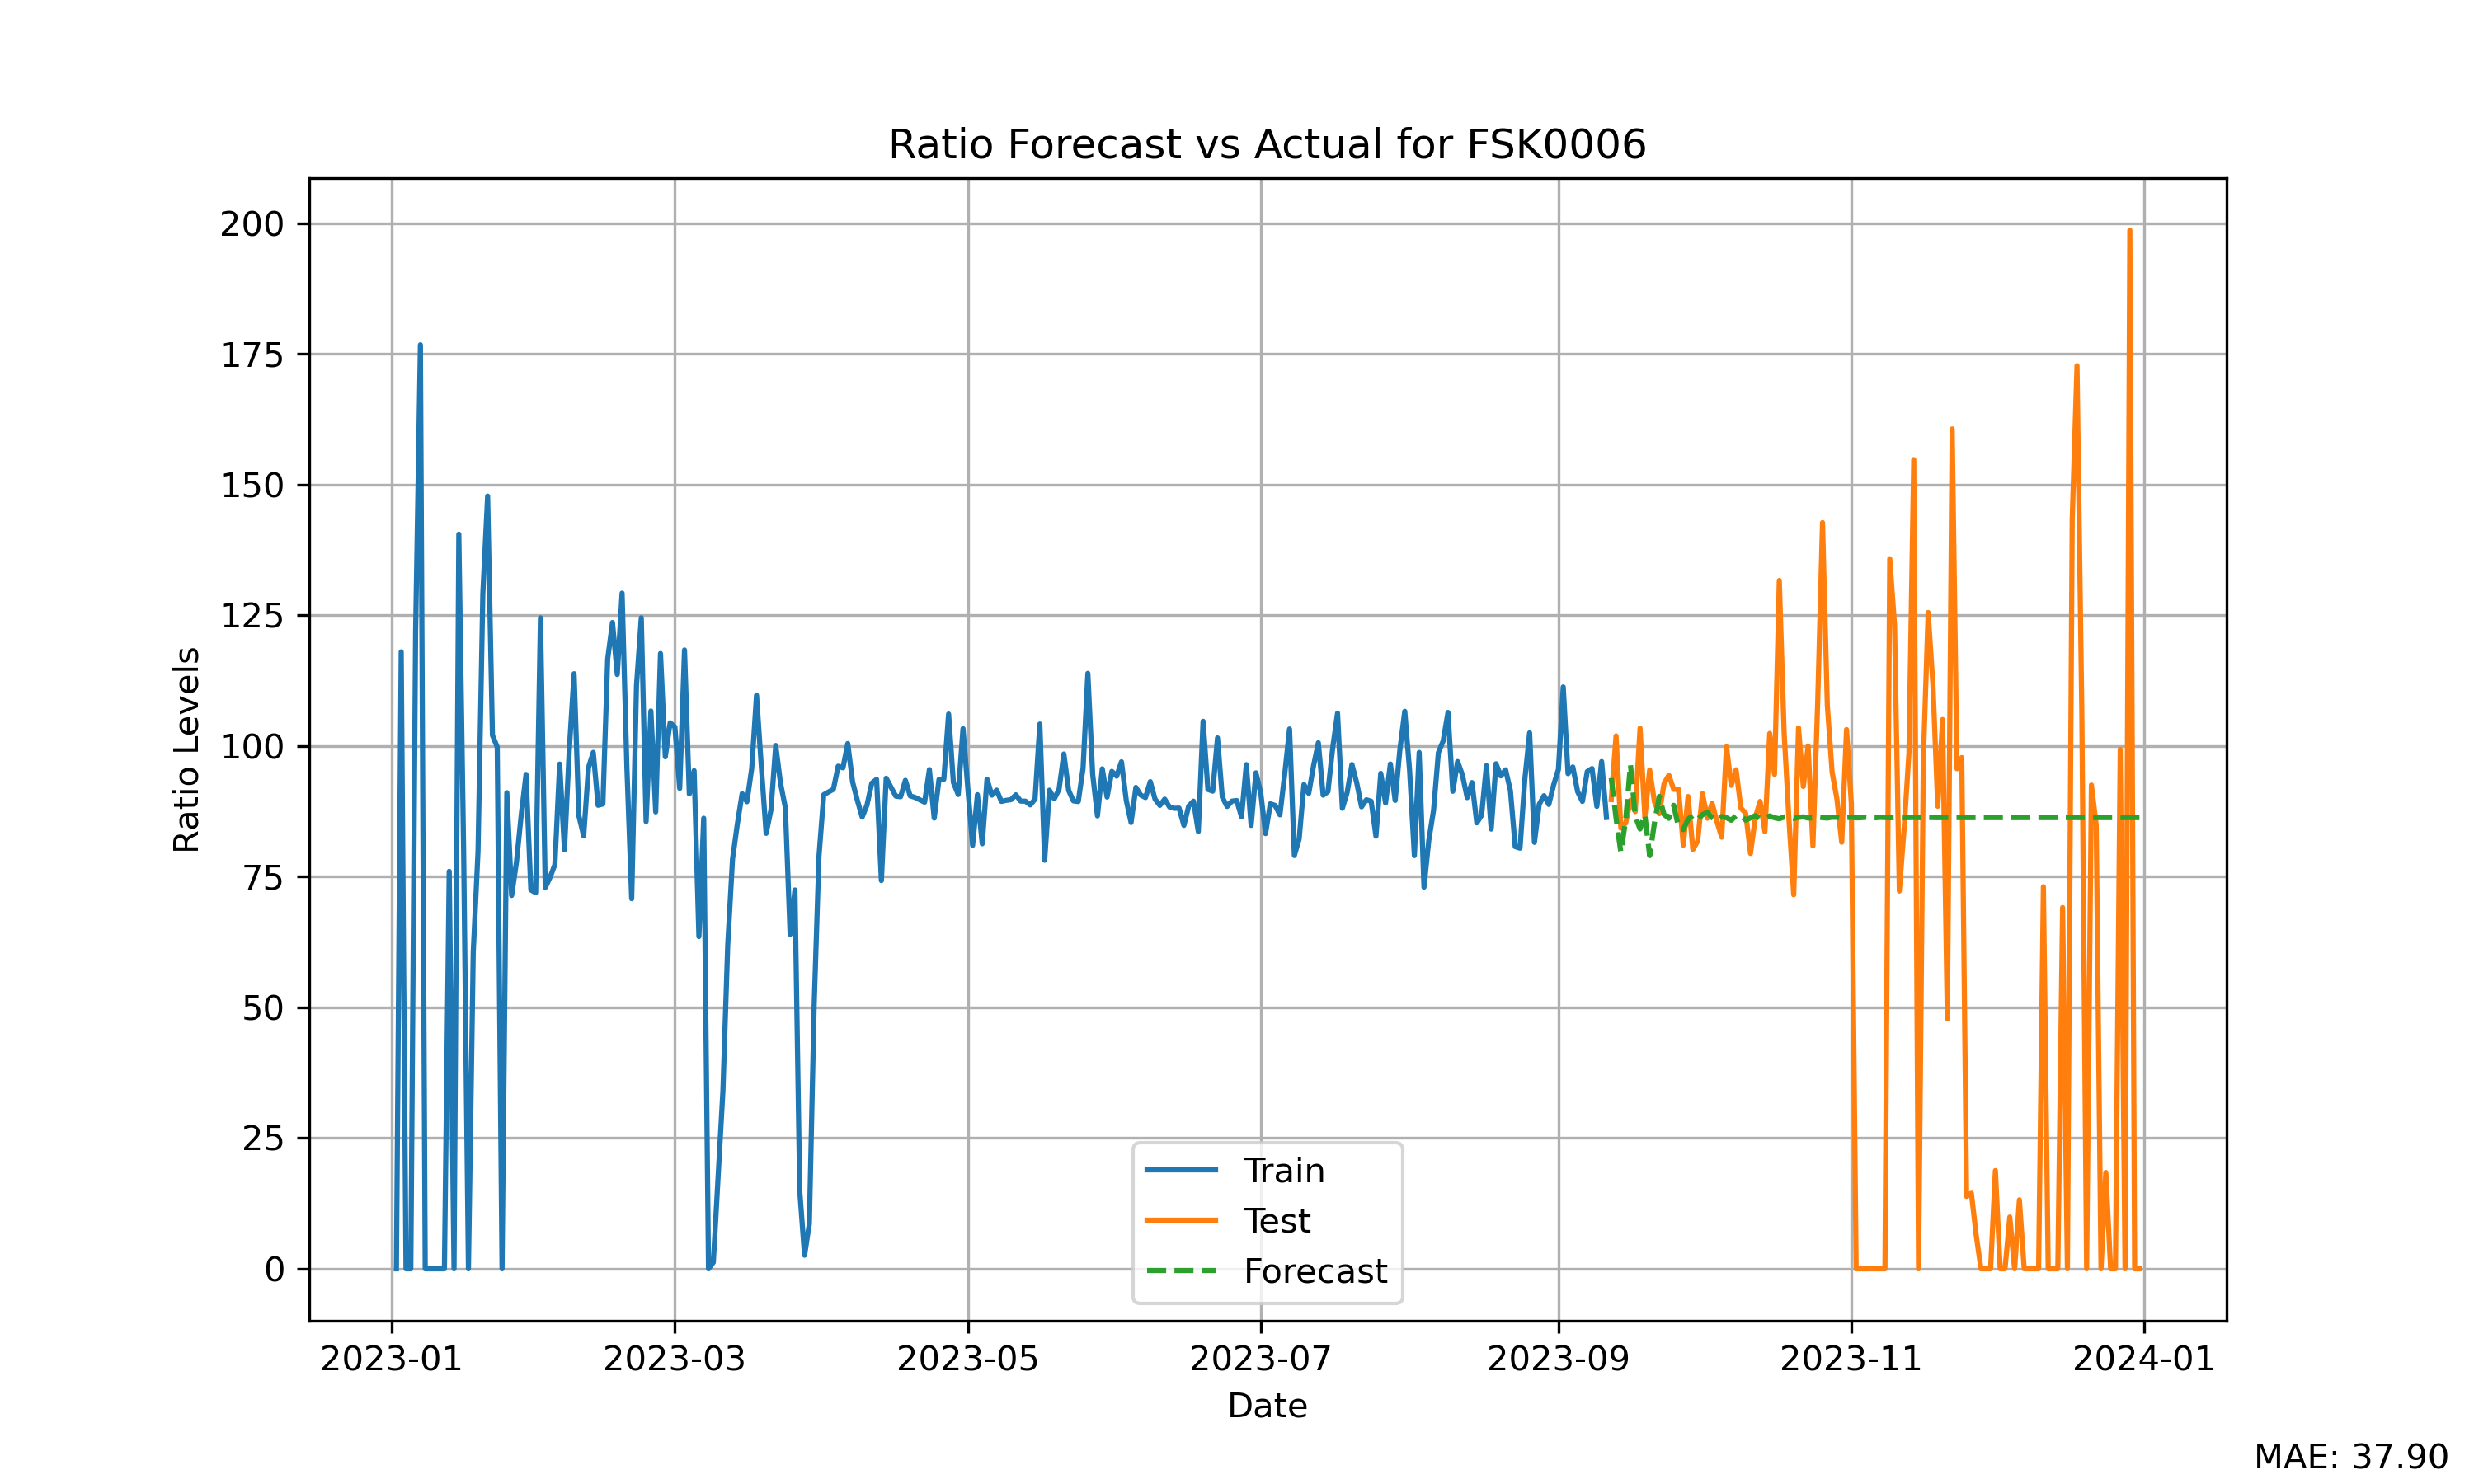 Ratio Forecast vs Actual for FSK0006
200
175
150
125
100
75
50
25
0
Ratio Levels
Train
Test
Forecast
2023-01 2023-03 2023-05 2023-07 2023-09 2023-11 2024-01
Date
MAE: 37.90